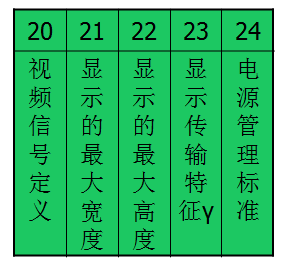 20 21 22 23 24
视频信号定义
显示的最大宽度
显示的最大高度
显示传输特征γ
电源管理标准